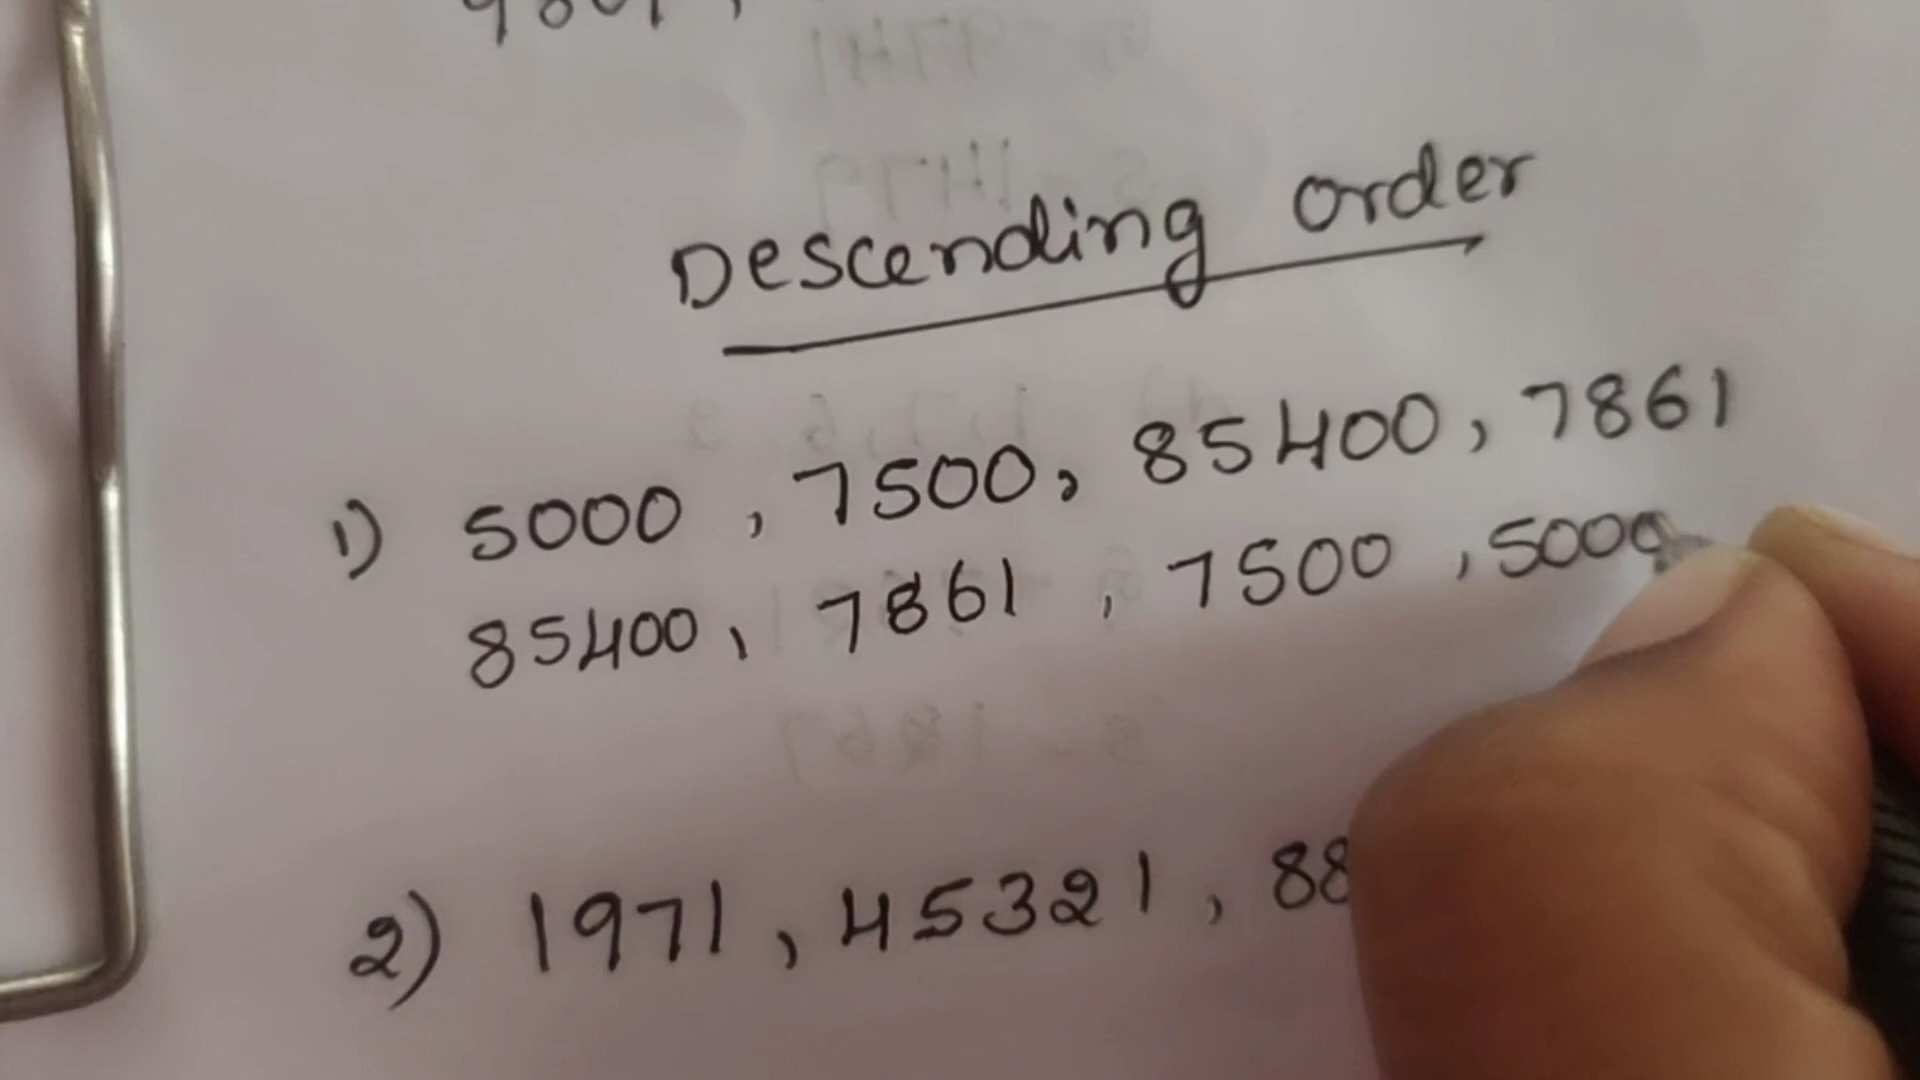 Descending order
1) 5000, 7500, 85400, 7861
85400, 7861, 7500, 5000
2) 1971, 45321, 88